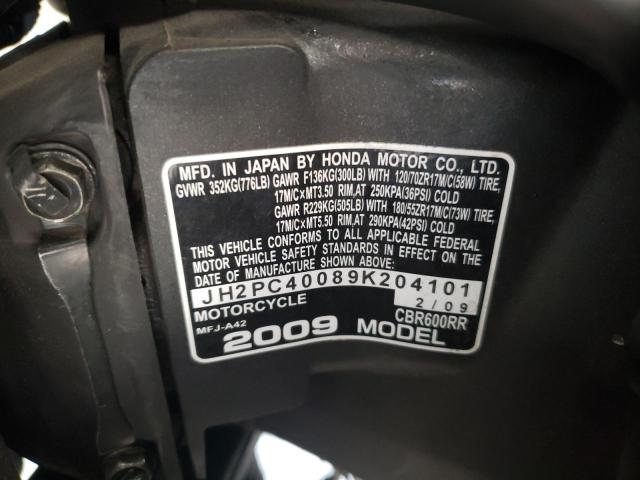 MFD. IN JAPAN BY HONDA MOTOR CO., LTD.
GVWR 352KG(776LB) GAWR F136KG(300LB) WITH 120/70ZR17M/C(58W) TIRE,
17M/C×MT3.50 RIM, AT 250KPA(36PSI) COLD
GAWR R229KG(505LB) WITH 180/55ZR17M/C(73W) TIRE,
17M/C×MT5.50 RIM, AT 290KPA(42PSI) COLD
THIS VEHICLE CONFORMS TO ALL APPLICABLE FEDERAL
MOTOR VEHICLE SAFETY STANDARDS IN EFFECT ON THE
DATE OF MANUFACTURE SHOWN ABOVE:
JH2PC40089K204101
MOTORCYCLE 2/09
MFJ-A42 2009 MODEL CBR600RR